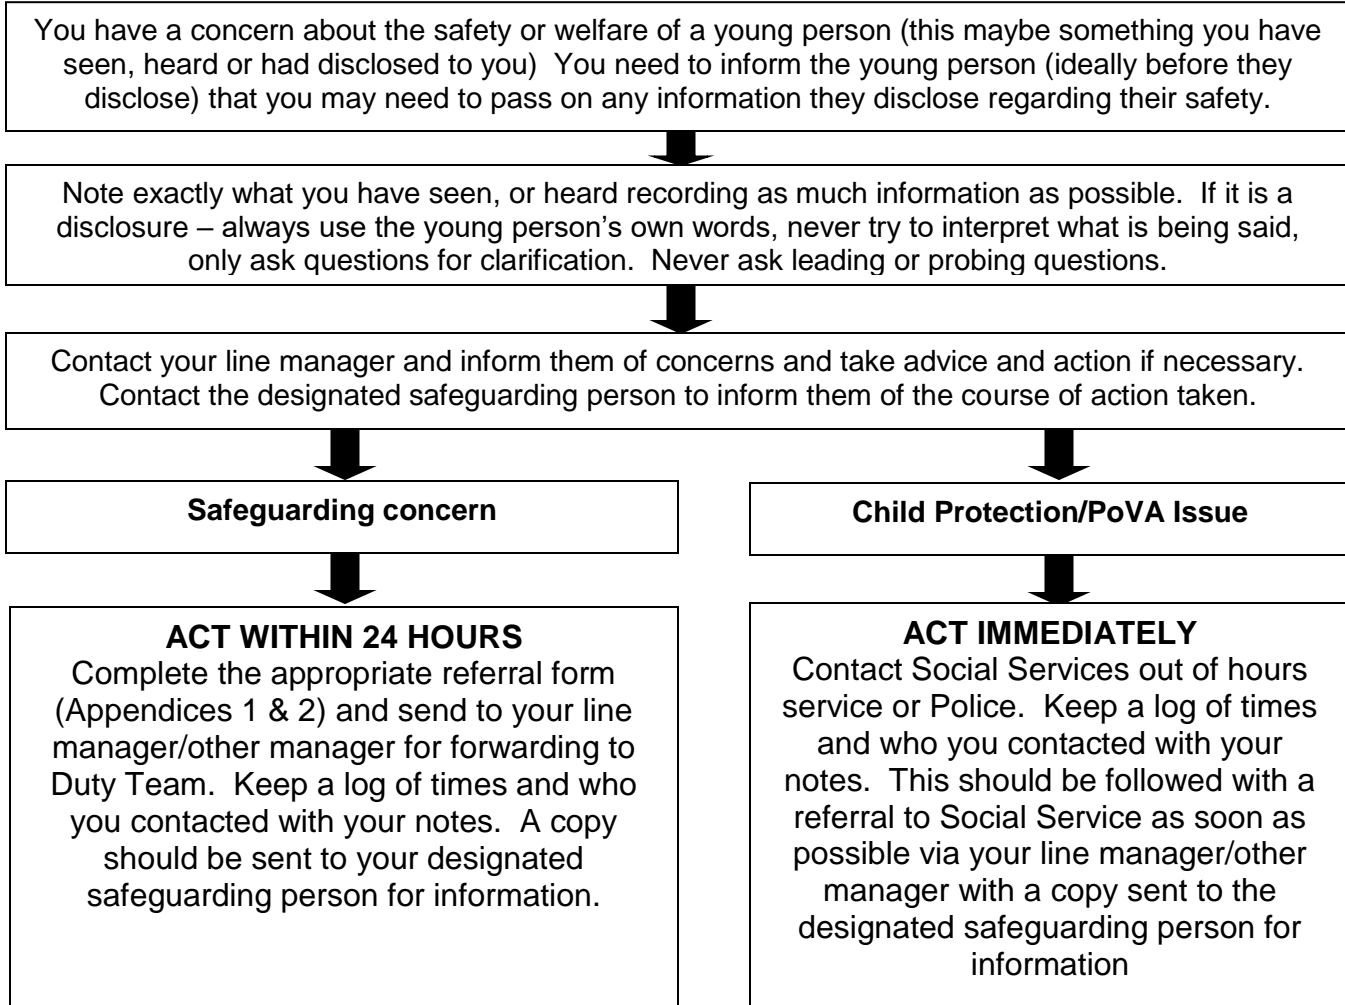 You have a concern about the safety or welfare of a young person (this maybe something you have
seen, heard or had disclosed to you)  You need to inform the young person (ideally before they
disclose) that you may need to pass on any information they disclose regarding their safety.
Note exactly what you have seen, or heard recording as much information as possible.  If it is a
disclosure – always use the young person's own words, never try to interpret what is being said,
only ask questions for clarification.  Never ask leading or probing questions.
Contact your line manager and inform them of concerns and take advice and action if necessary.
Contact the designated safeguarding person to inform them of the course of action taken.
Safeguarding concern
ACT WITHIN 24 HOURS
Complete the appropriate referral form
(Appendices 1 & 2) and send to your line
manager/other manager for forwarding to
Duty Team.  Keep a log of times and who
you contacted with your notes.  A copy
should be sent to your designated
safeguarding person for information.
Child Protection/PoVA Issue
ACT IMMEDIATELY
Contact Social Services out of hours
service or Police.  Keep a log of times
and who you contacted with your
notes.  This should be followed with a
referral to Social Service as soon as
possible via your line manager/other
manager with a copy sent to the
designated safeguarding person for
information